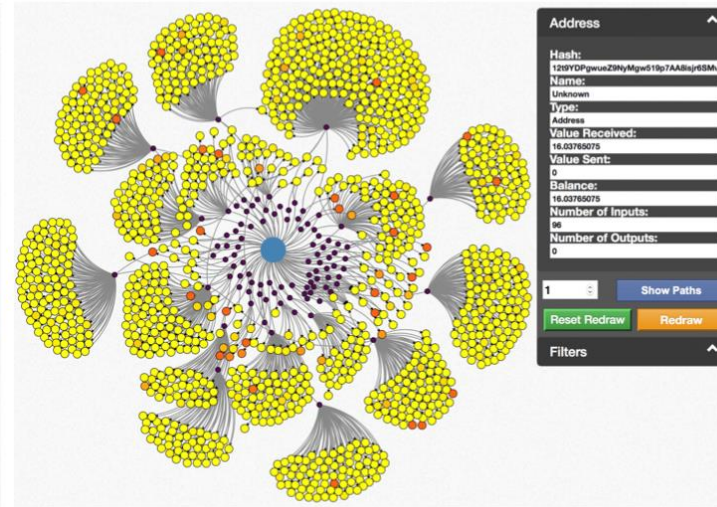 Address
Hash:
Name:
Unknown
Type:
Address
Value Received:
16.03765075
Value Sent:
0
Balance:
16.03765075
Number of Inputs:
96
Number of Outputs:
0
1
Show Paths
Reset Redraw
Redraw
Filters